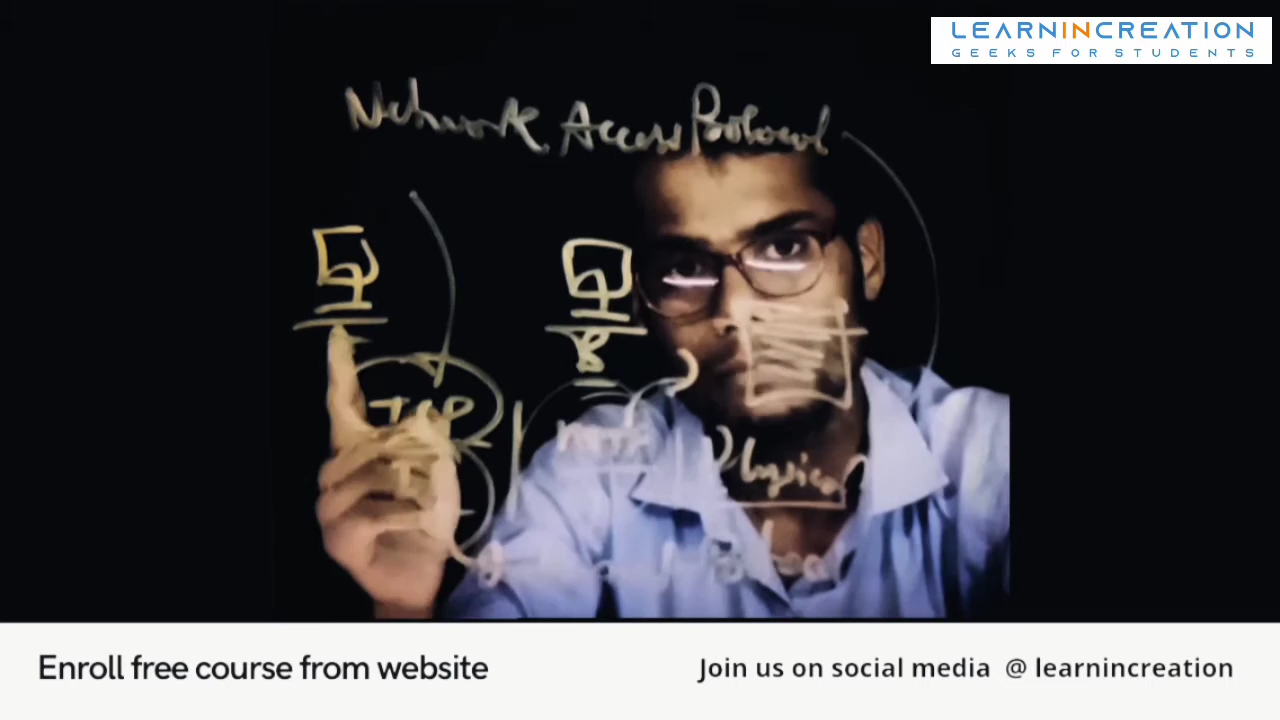 LEARNINCREATION
GEEKS FOR STUDENTS
Network Access Protocol
TCP
Physical
Enroll free course from website
Join us on social media @ learnincreation